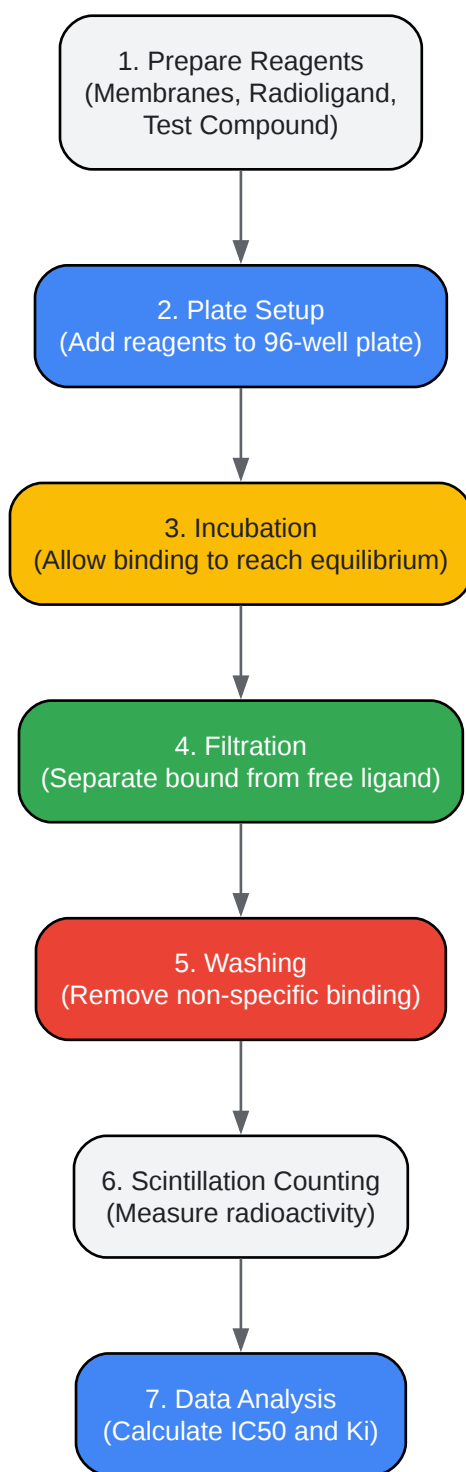 1. Prepare Reagents
(Membranes, Radioligand,
Test Compound)
2. Plate Setup
(Add reagents to 96-well plate)
3. Incubation
(Allow binding to reach equilibrium)
4. Filtration
(Separate bound from free ligand)
5. Washing
(Remove non-specific binding)
6. Scintillation Counting
(Measure radioactivity)
7. Data Analysis
(Calculate IC50 and Ki)